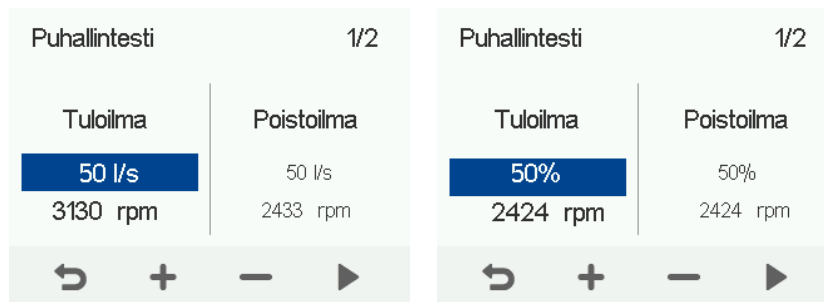 Puhallintesti 1/2
Tuloilma Poistoilma
50 l/s 50 l/s
3130 rpm 2433 rpm
Puhallintesti 1/2
Tuloilma Poistoilma
50% 50%
2424 rpm 2424 rpm